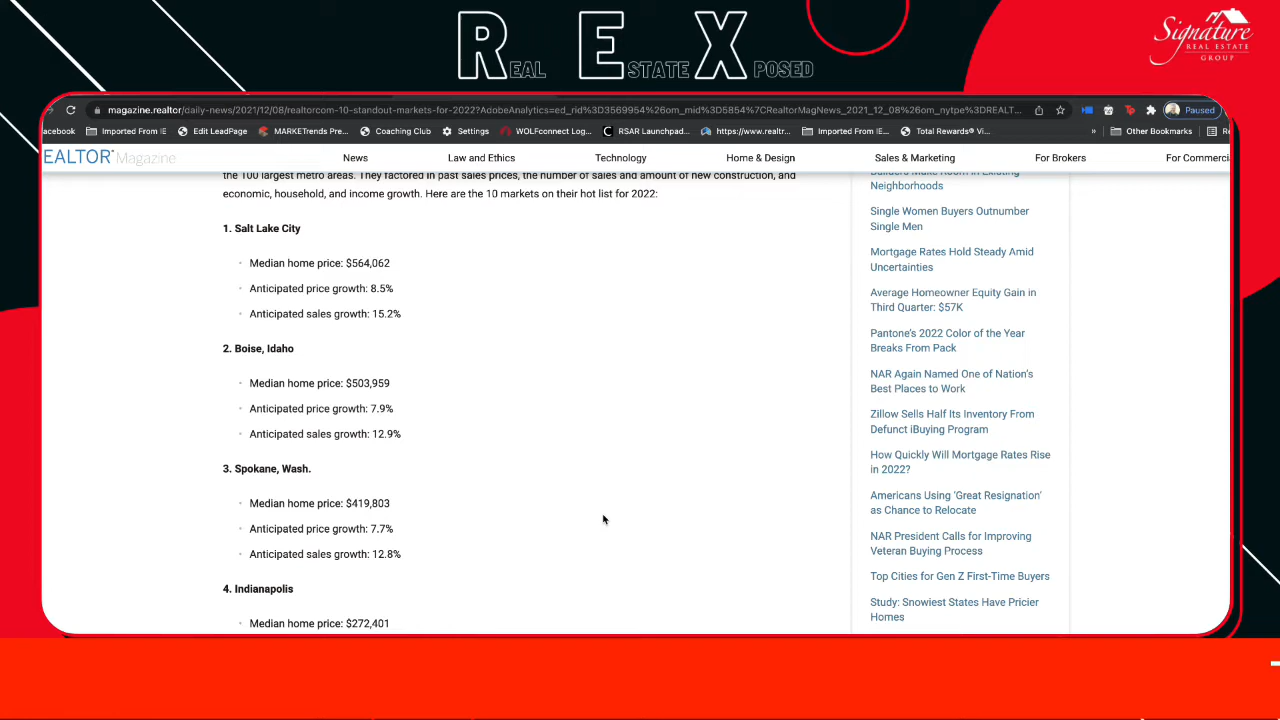 REAL ESTATE XPOSED
Signature
REAL ESTATE
GROUP
magazine.realtor/daily-news/2021/12/08/realtorcom-10-standout-markets-for-2022?AdobeAnalytics=ed_rid%3D3569954%26om_mid%3D5854%7CRealtorMagNews_2021_12_08%26om_nytpe%3DREALT...
Paused
acebook Imported From IE Edit LeadPage MARKETrends Pre... Coaching Club Settings WOLFconnect Log... RSAR Launchpad... https://www.realtr... Imported From IE... Total Rewards® Vi... » Other Bookmarks
EALTOR® Magazine News Law and Ethics Technology Home & Design Sales & Marketing For Brokers For Commerci
the 100 largest metro areas. They factored in past sales prices, the number of sales and amount of new construction, and
economic, household, and income growth. Here are the 10 markets on their hot list for 2022:
1. Salt Lake City
Median home price: $564,062
Anticipated price growth: 8.5%
Anticipated sales growth: 15.2%
2. Boise, Idaho
Median home price: $503,959
Anticipated price growth: 7.9%
Anticipated sales growth: 12.9%
3. Spokane, Wash.
Median home price: $419,803
Anticipated price growth: 7.7%
Anticipated sales growth: 12.8%
4. Indianapolis
Median home price: $272,401
Builders Make Room in Existing
Neighborhoods
Single Women Buyers Outnumber
Single Men
Mortgage Rates Hold Steady Amid
Uncertainties
Average Homeowner Equity Gain in
Third Quarter: $57K
Pantone's 2022 Color of the Year
Breaks From Pack
NAR Again Named One of Nation's
Best Places to Work
Zillow Sells Half Its Inventory From
Defunct iBuying Program
How Quickly Will Mortgage Rates Rise
in 2022?
Americans Using 'Great Resignation'
as Chance to Relocate
NAR President Calls for Improving
Veteran Buying Process
Top Cities for Gen Z First-Time Buyers
Study: Snowiest States Have Pricier
Homes